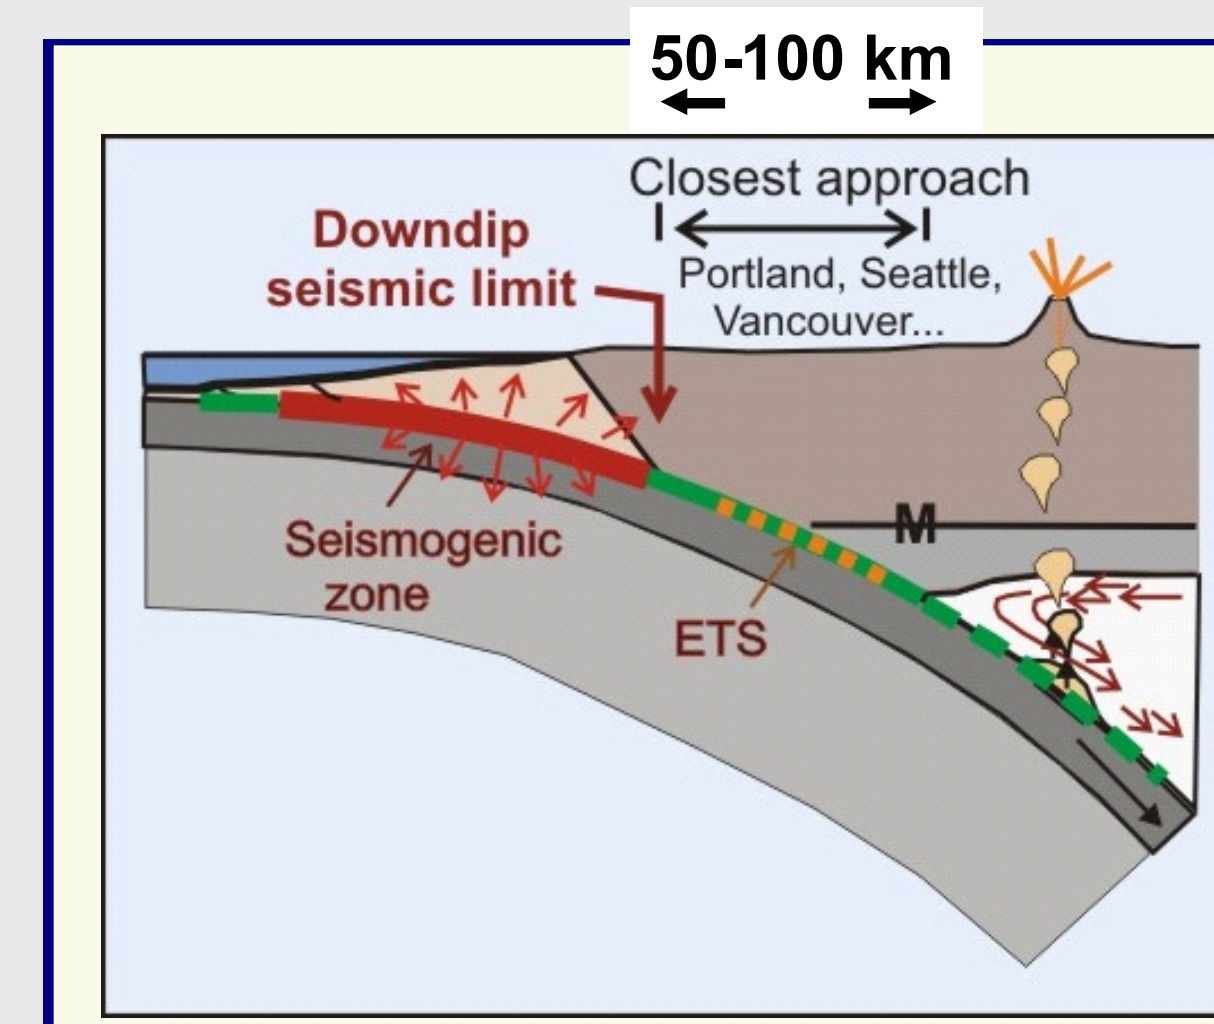 50-100 km
Closest approach
Downdip
seismic limit
Portland, Seattle,
Vancouver...
M
Seismogenic
zone
ETS